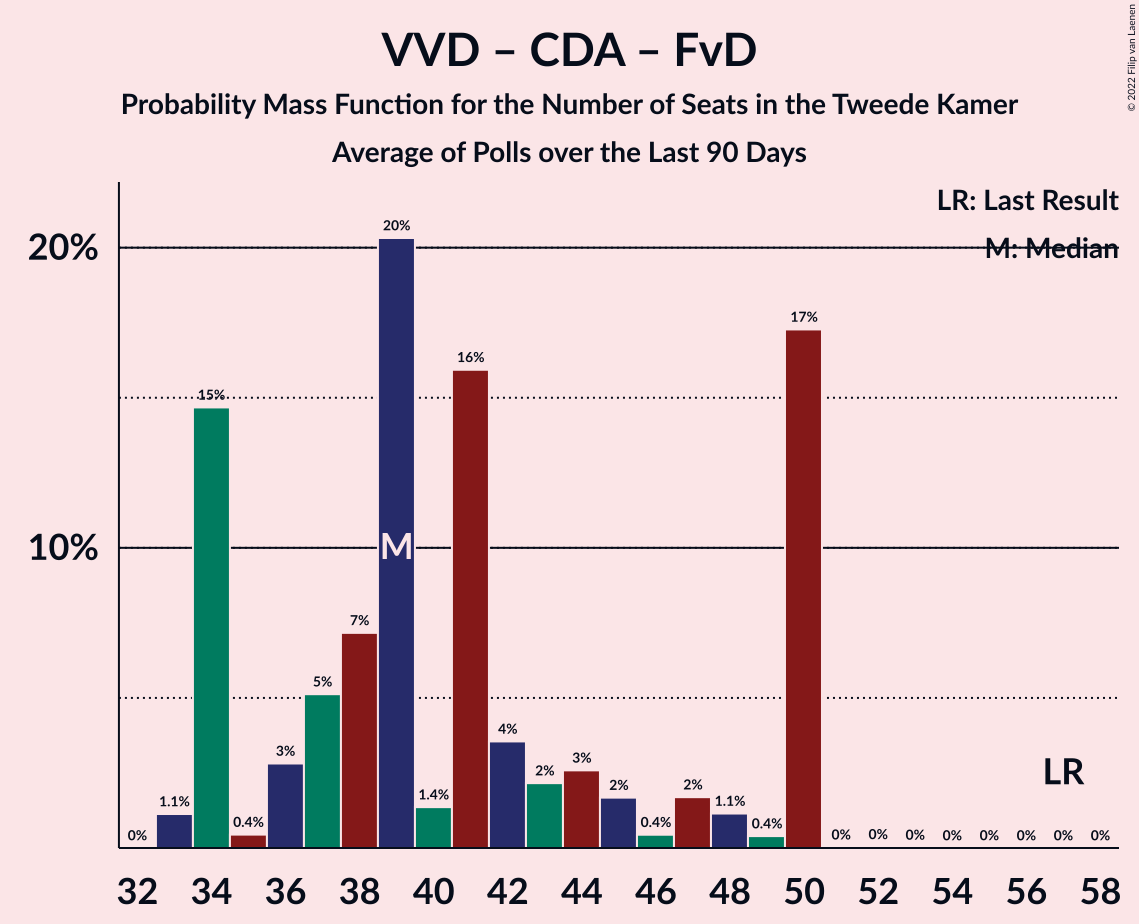 VVD – CDA – FvD
Probability Mass Function for the Number of Seats in the Tweede Kamer
Average of Polls over the Last 90 Days
© 2022 Filip van Laenen
LR: Last Result
M: Median
20%
10%
0% 1.1% 15% 0.4% 3% 5% 7% 20% 1.4% 16% 4% 2% 3% 2% 0.4% 2% 1.1% 0.4% 17% 0% 0% 0% 0% 0% 0% 0% 0%
M
LR
32 34 36 38 40 42 44 46 48 50 52 54 56 58